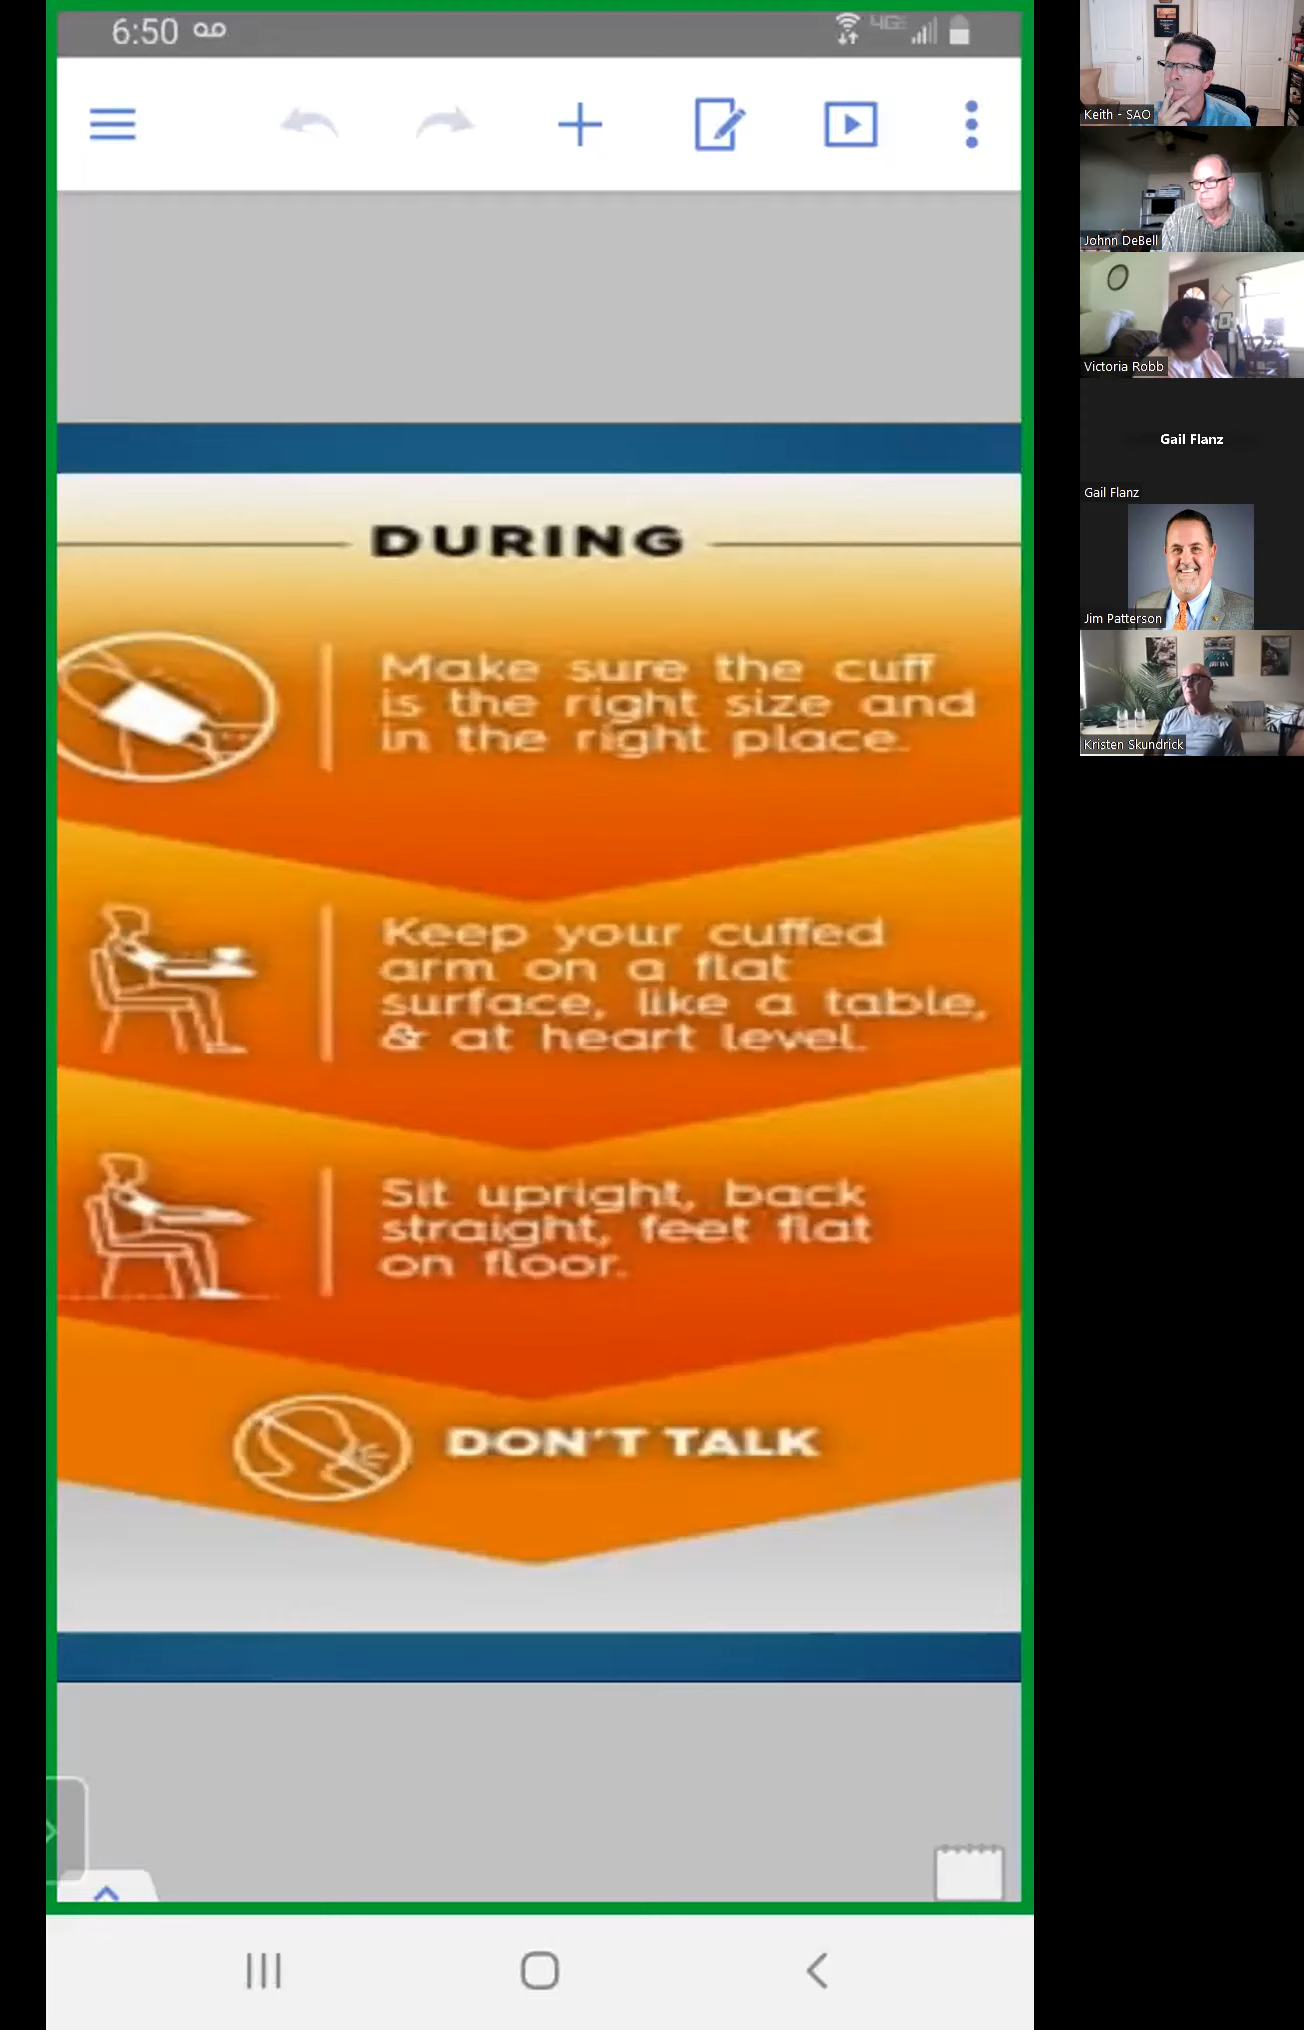 6:50
4G
DURING
Make sure the cuff
is the right size and
in the right place.
Keep your cuffed
arm on a flat
surface, like a table,
& at heart level.
Sit upright, back
straight, feet flat
on floor.
DON'T TALK
Keith - SAO
Johnn DeBell
Victoria Robb
Gail Flanz
Gail Flanz
Jim Patterson
Kristen Skundrick